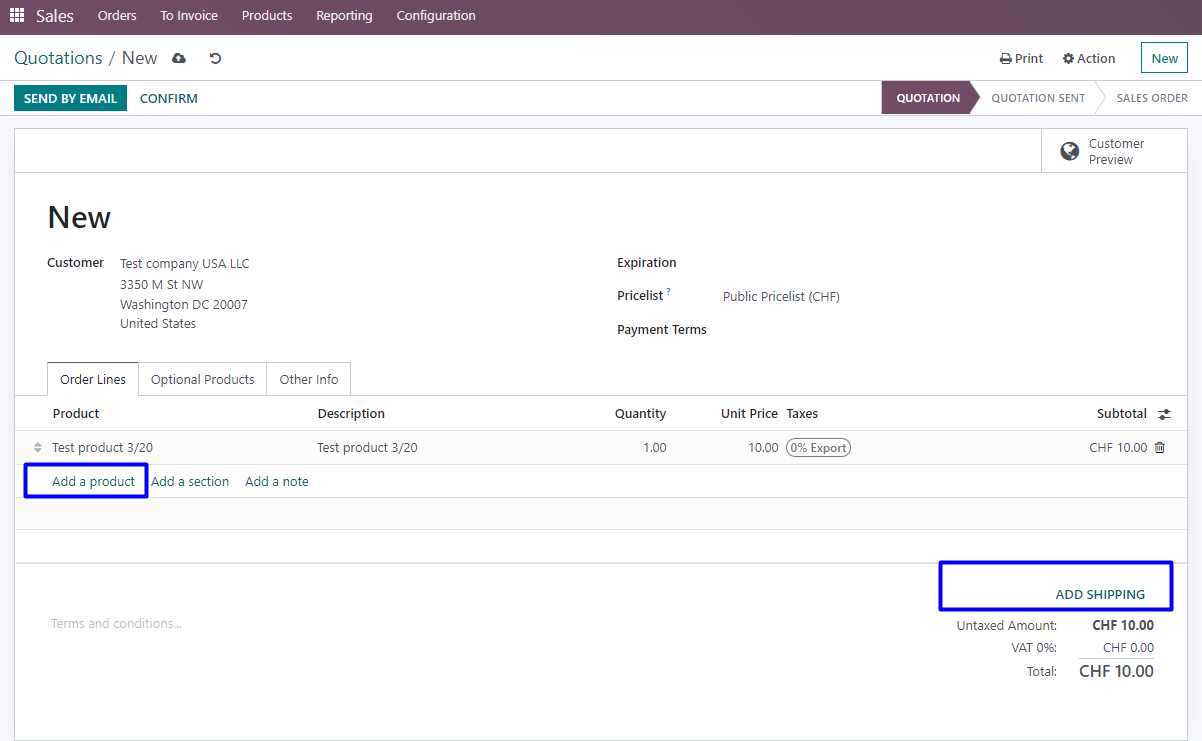 Sales Orders To Invoice Products Reporting Configuration
Quotations / New Print Action New
SEND BY EMAIL CONFIRM QUOTATION QUOTATION SENT SALES ORDER
Customer
Preview
New
Customer Test company USA LLC Expiration
3350 M St NW
Pricelist ? Public Pricelist (CHF)
Washington DC 20007
United States
Payment Terms
Order Lines Optional Products Other Info
Product Description Quantity Unit Price Taxes Subtotal
Test product 3/20 Test product 3/20 1.00 10.00 0% Export CHF 10.00
Add a product Add a section Add a note
ADD SHIPPING
Terms and conditions... Untaxed Amount: CHF 10.00
VAT 0%: CHF 0.00
Total: CHF 10.00